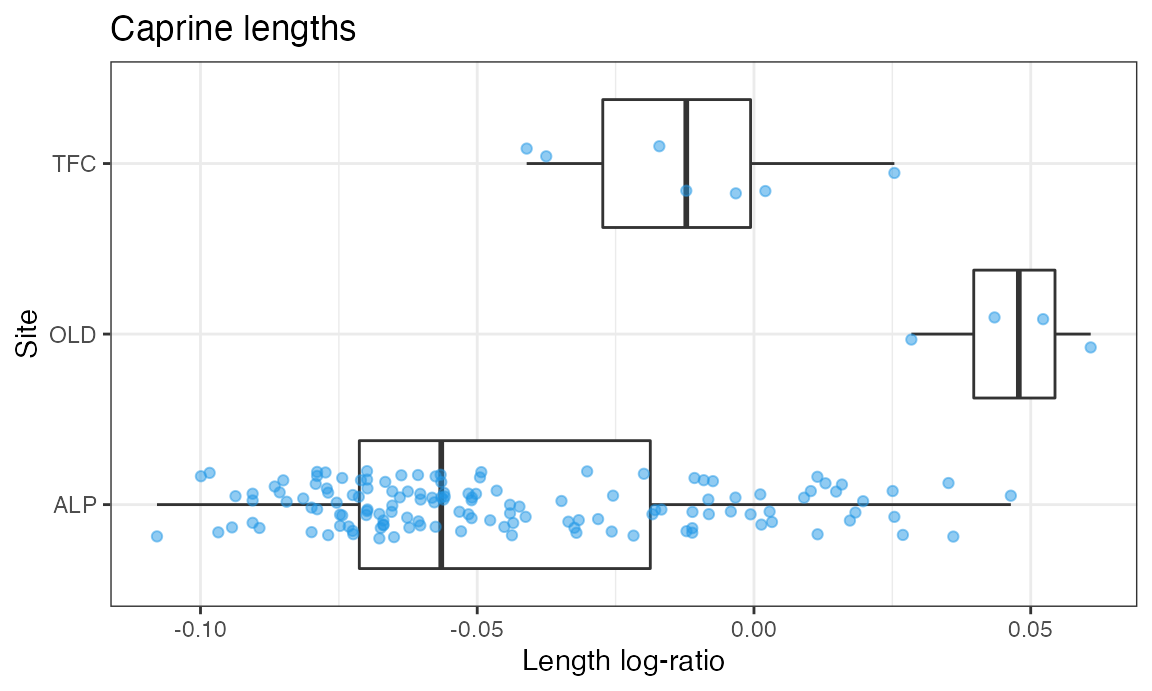 Caprine lengths
TFC
OLD
ALP
Site
-0.10
-0.05
0.00
0.05
Length log-ratio